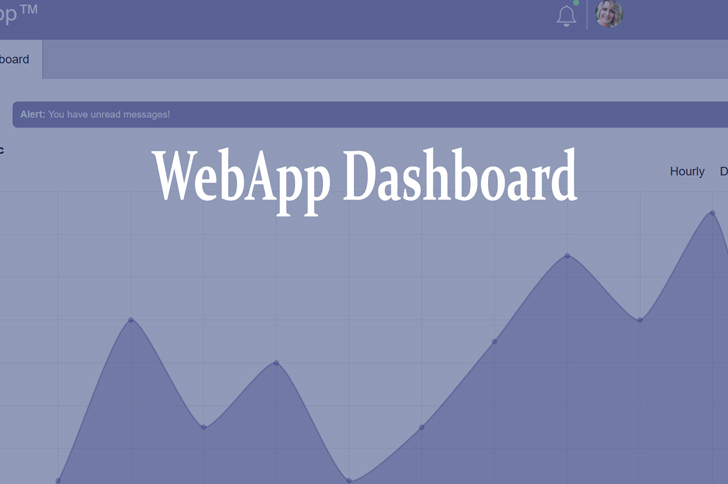 pp™
board
Alert: You have unread messages!
c
WebApp Dashboard
Hourly D